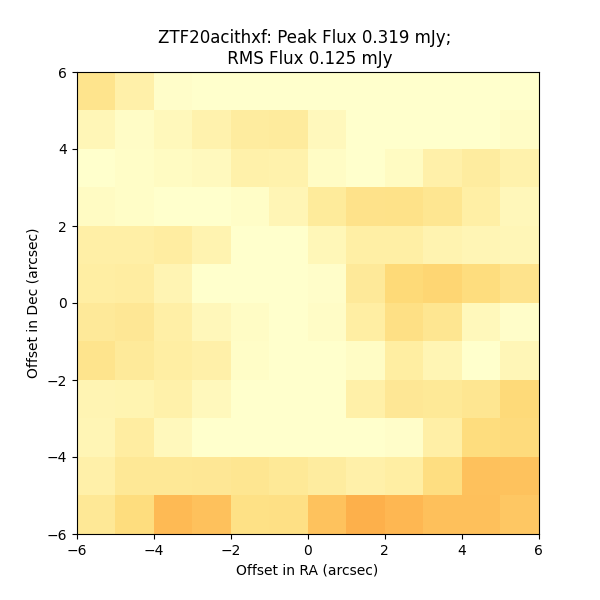 ZTF20acithxf: Peak Flux 0.319 mJy;
RMS Flux 0.125 mJy
6
4
2
0
−2
−4
−6
Offset in Dec (arcsec)
−6 −4 −2 0 2 4 6
Offset in RA (arcsec)